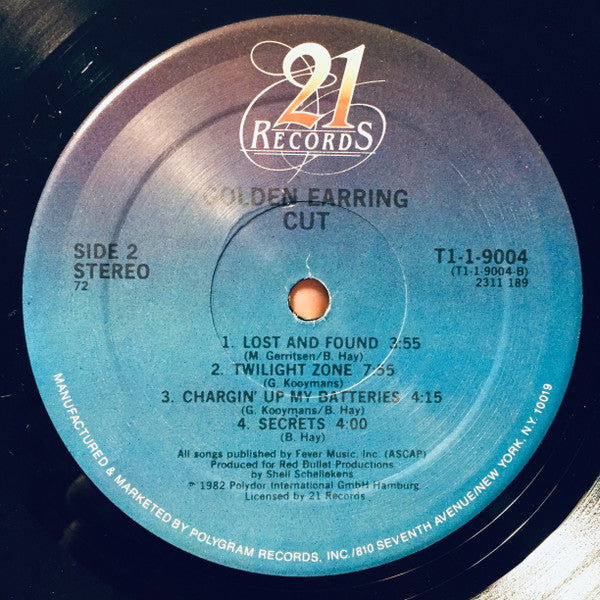 21
RECORDS
GOLDEN EARRING
CUT
SIDE 2
STEREO
72
T1-1-9004
(T1-1-9004-B)
2311 189
1. LOST AND FOUND 3:55
(M. Gerritsen/B. Hay)
2. TWILIGHT ZONE 7:55
(G. Kooymans)
3. CHARGIN' UP MY BATTERIES 4:15
(G. Kooymans/B. Hay)
4. SECRETS 4:00
(B. Hay)
All songs published by Fever Music, Inc. (ASCAP)
Produced for Red Bullet Productions
by Shell Schellekens
℗ 1982 Polydor International GmbH Hamburg
Licensed by 21 Records
MANUFACTURED & MARKETED BY POLYGRAM RECORDS, INC./810 SEVENTH AVENUE/NEW YORK, NY 10019